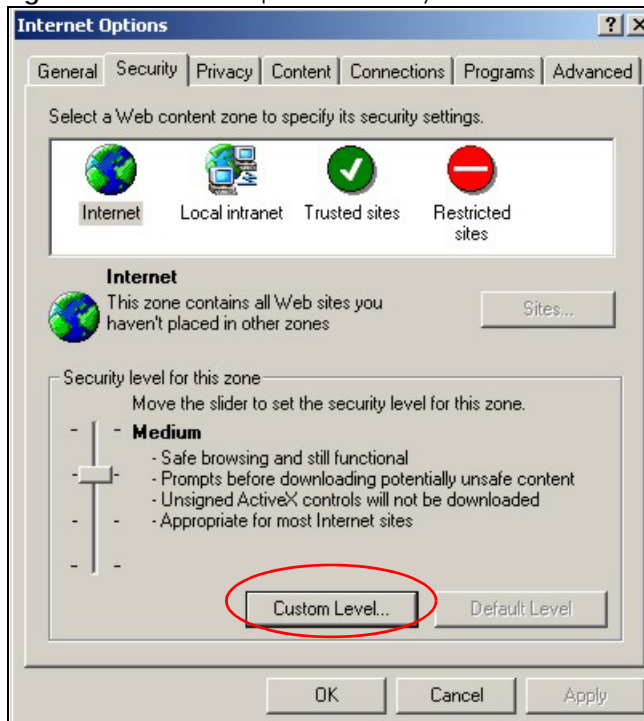 Internet Options
General Security Privacy Content Connections Programs Advanced
Select a Web content zone to specify its security settings.
Internet Local intranet Trusted sites Restricted
sites
Internet
This zone contains all Web sites you
haven't placed in other zones
Sites...
Security level for this zone
Move the slider to set the security level for this zone.
Medium
- Safe browsing and still functional
- Prompts before downloading potentially unsafe content
- Unsigned ActiveX controls will not be downloaded
- Appropriate for most Internet sites
Custom Level... Default Level
OK Cancel Apply